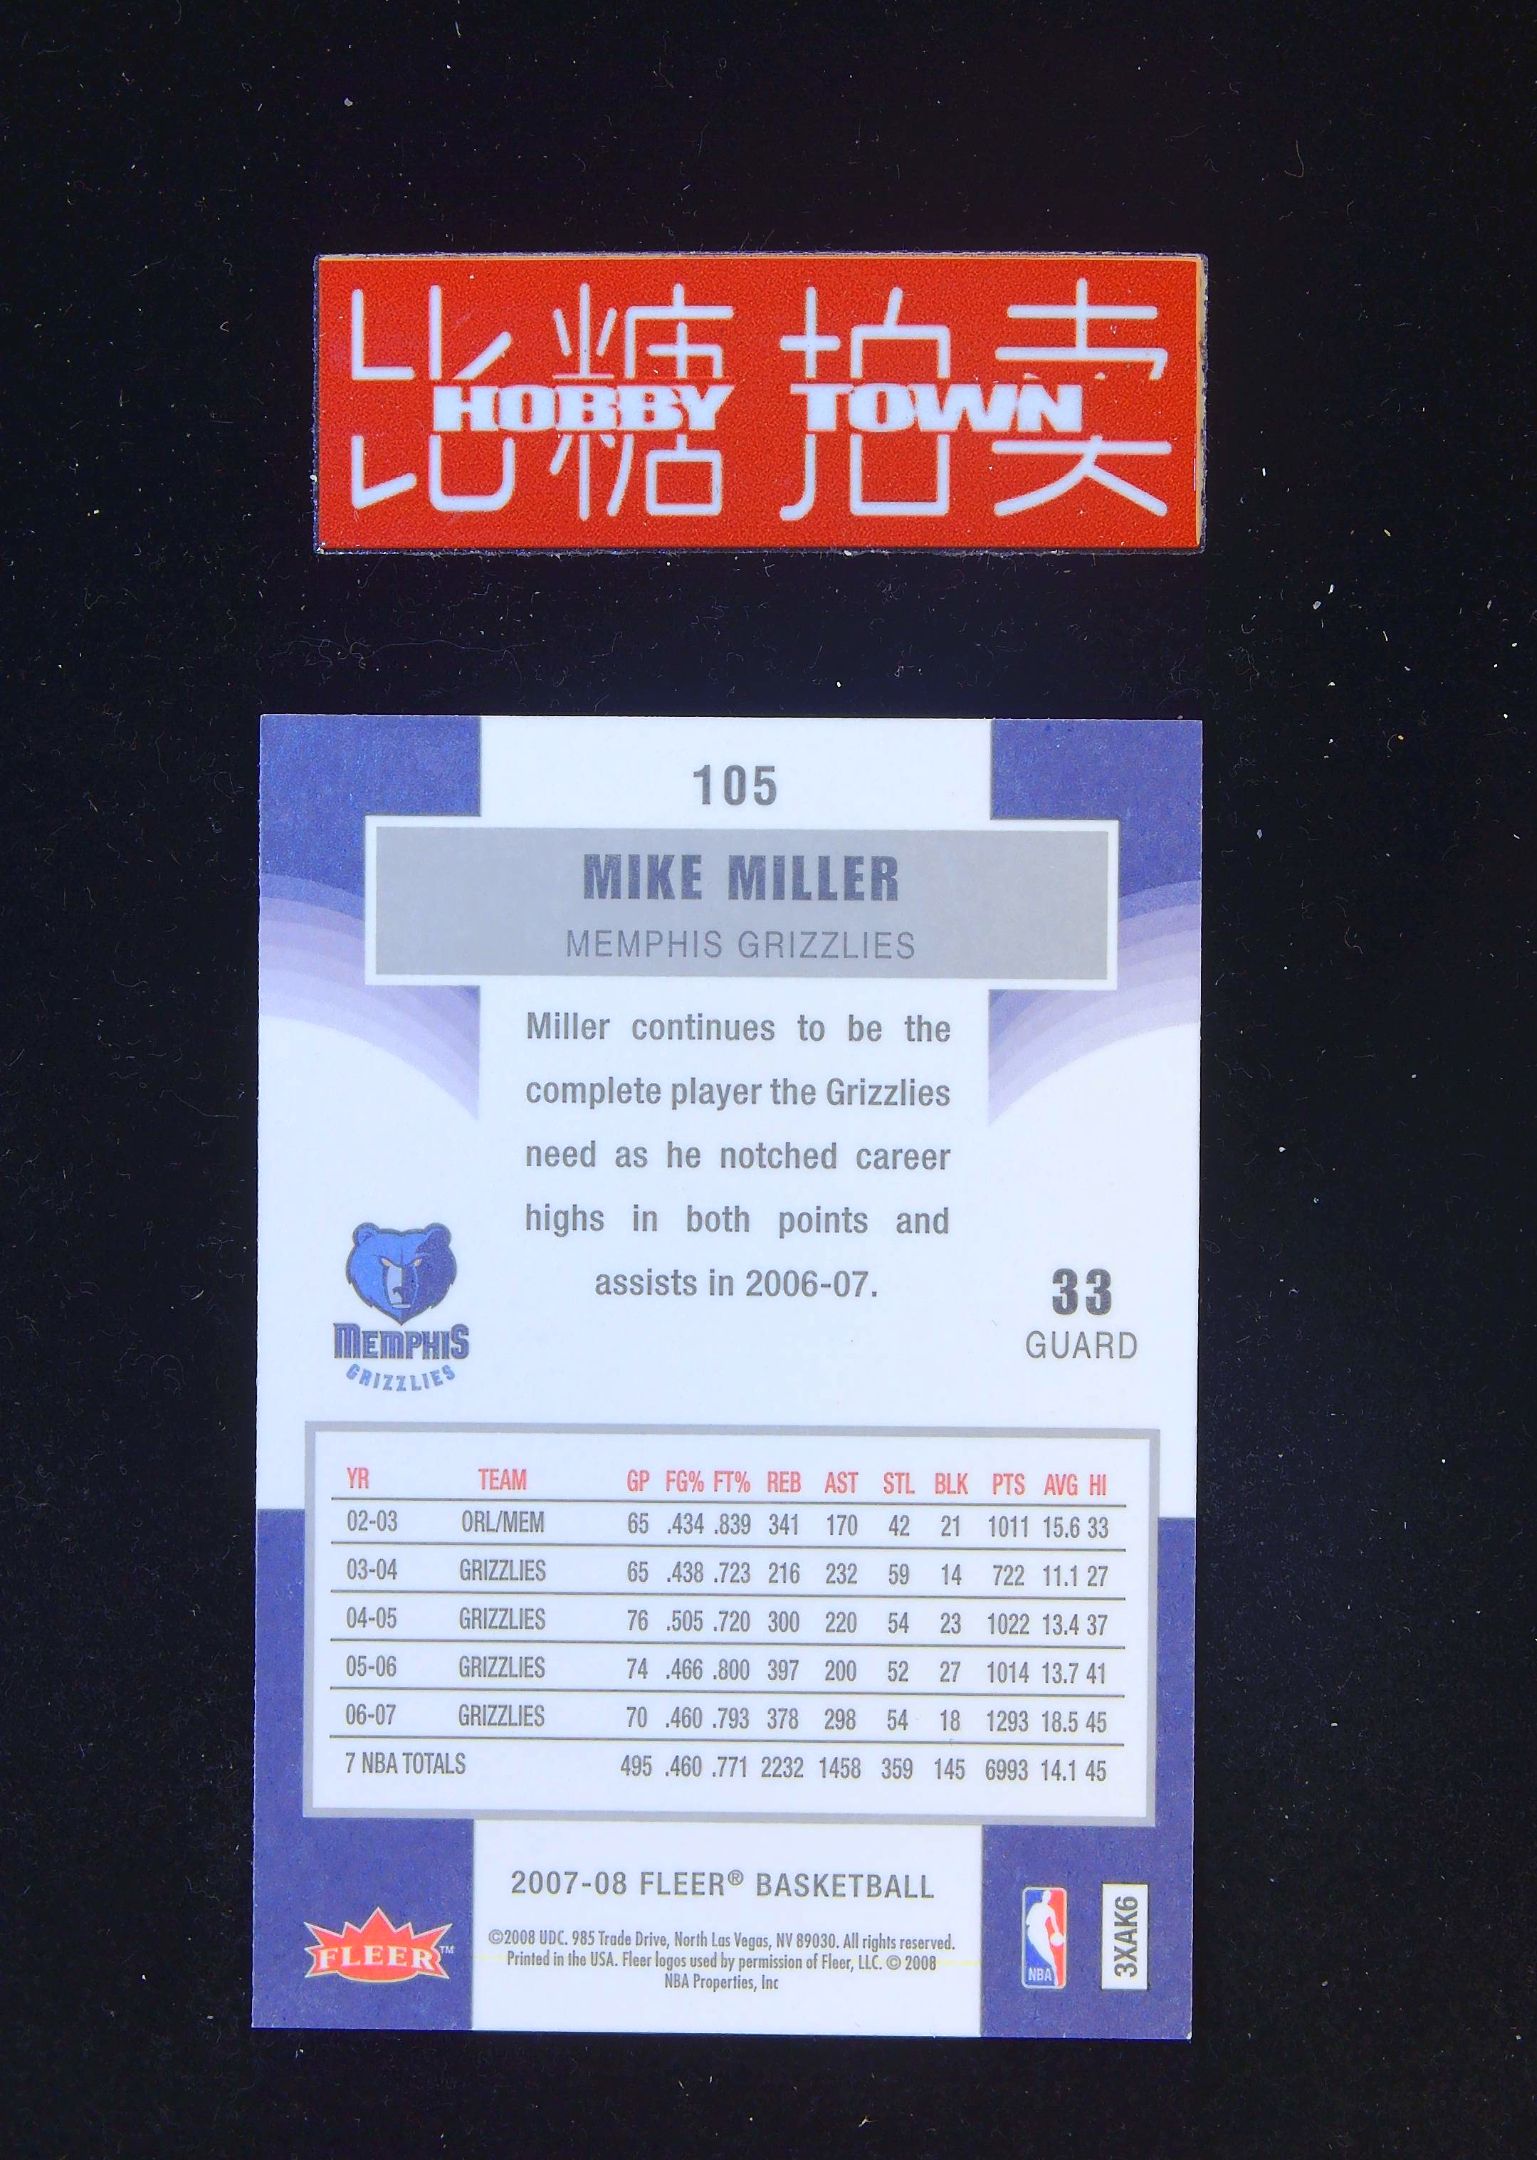 比糖拍卖
HOBBY TOWN
105
MIKE MILLER
MEMPHIS GRIZZLIES
Miller continues to be the
complete player the Grizzlies
need as he notched career
highs in both points and
assists in 2006-07.
MEMPHIS
GRIZZLIES
33
GUARD
YR TEAM GP FG% FT% REB AST STL BLK PTS AVG HI
02-03 ORL/MEM 65 .434 .839 341 170 42 21 1011 15.6 33
03-04 GRIZZLIES 65 .438 .723 216 232 59 14 722 11.1 27
04-05 GRIZZLIES 76 .505 .720 300 220 54 23 1022 13.4 37
05-06 GRIZZLIES 74 .466 .800 397 200 52 27 1014 13.7 41
06-07 GRIZZLIES 70 .460 .793 378 298 54 18 1293 18.5 45
7 NBA TOTALS 495 .460 .771 2232 1458 359 145 6993 14.1 45
2007-08 FLEER® BASKETBALL
©2008 UDC. 985 Trade Drive, North Las Vegas, NV 89030. All rights reserved.
Printed in the USA. Fleer logos used by permission of Fleer, LLC. © 2008
NBA Properties, Inc
FLEER™
NBA
3XAK6